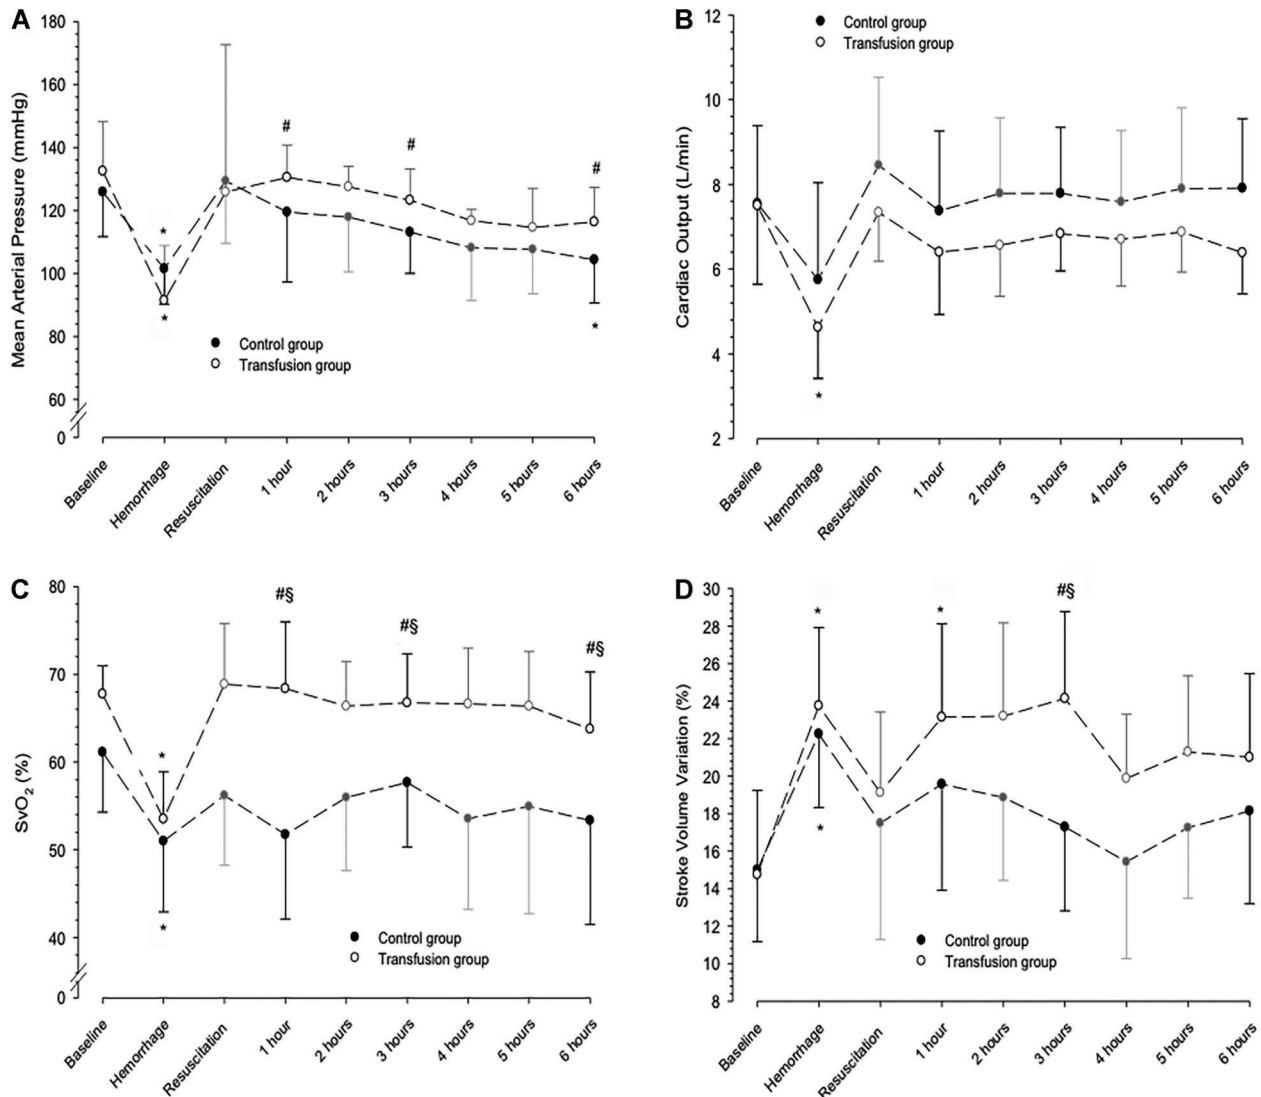 A
Mean Arterial Pressure (mmHg)
180
160
140
120
100
80
60
0
#
#
#
*
*
*
Control group
Transfusion group
Baseline
Hemorrhage
Resuscitation
1 hour
2 hours
3 hours
4 hours
5 hours
6 hours
B
Cardiac Output (L/min)
12
10
8
6
4
2
Control group
Transfusion group
*
Baseline
Hemorrhage
Resuscitation
1 hour
2 hours
3 hours
4 hours
5 hours
6 hours
C
SvO2 (%)
80
70
60
50
40
0
#§
#§
#§
*
*
Control group
Transfusion group
Baseline
Hemorrhage
Resuscitation
1 hour
2 hours
3 hours
4 hours
5 hours
6 hours
D
Stroke Volume Variation (%)
30
28
26
24
22
20
18
16
14
12
10
8
*
*
#§
*
Control group
Transfusion group
Baseline
Hemorrhage
Resuscitation
1 hour
2 hours
3 hours
4 hours
5 hours
6 hours